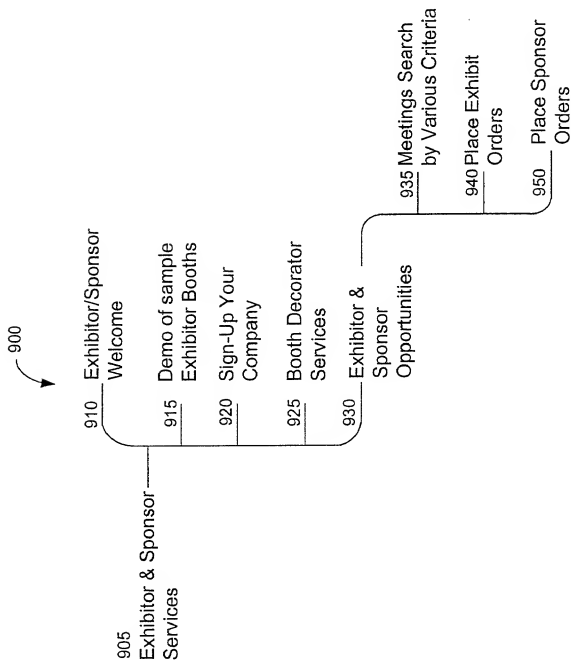 900
905
Exhibitor & Sponsor
Services
910 Exhibitor/Sponsor
Welcome
915 Demo of sample
Exhibitor Booths
920 Sign-Up Your
Company
925 Booth Decorator
Services
930 Exhibitor &
Sponsor
Opportunities
935 Meetings Search
by Various Criteria
940 Place Exhibit
Orders
950 Place Sponsor
Orders